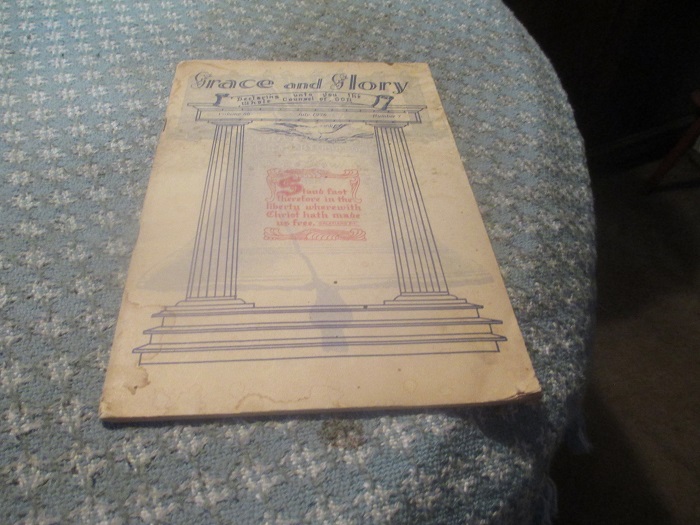 Grace and Glory
"Declaring unto you the
Whole Counsel of GOD"
Stand fast
therefore in the
liberty wherewith
Christ hath made
us free.